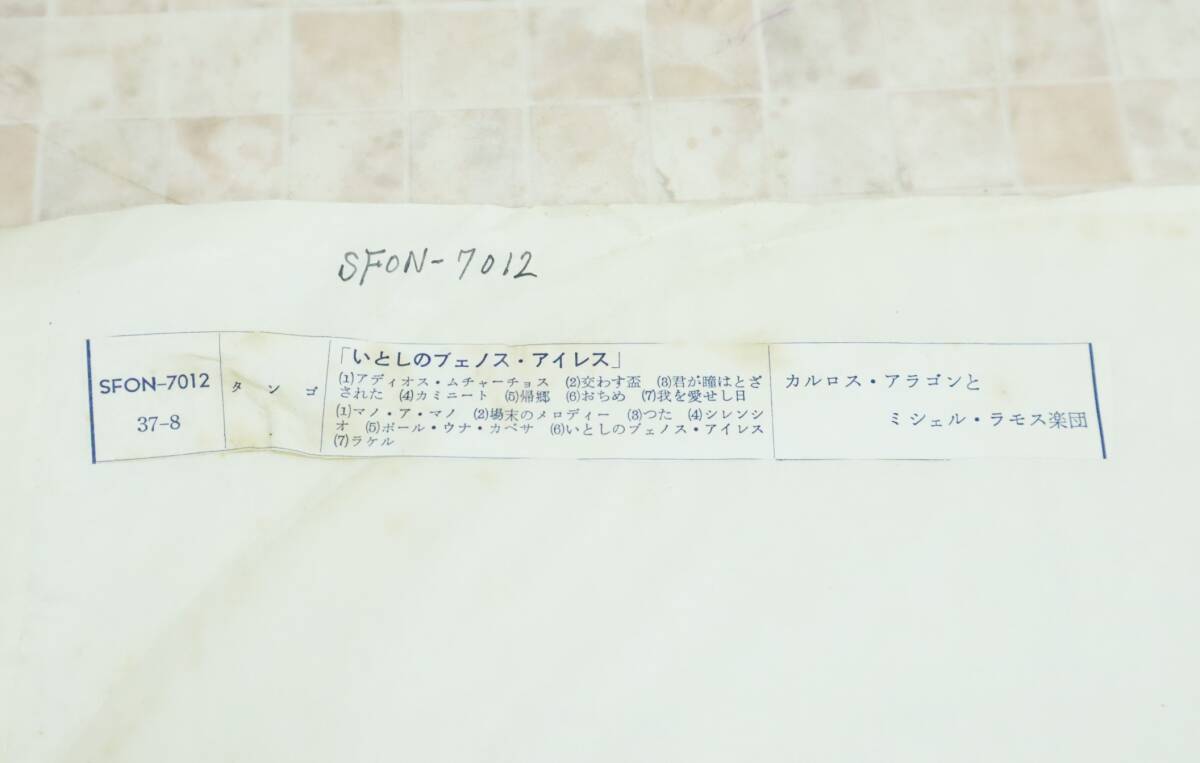 SFON-7012
SFON-7012
37-8
タンゴ
「いとしのブェノス・アイレス」
(1)アディオス・ムチャーチョス (2)交わす盃 (3)君が瞳はとざ
された (4)カミニート (5)帰郷 (6)おちめ (7)我を愛せし日
(1)マノ・ア・マノ (2)場末のメロディー (3)つた (4)シレンシ
オ (5)ポール・ウナ・カベサ (6)いとしのブェノス・アイレス
(7)ラケル
カルロス・アラゴンと
ミシェル・ラモス楽団